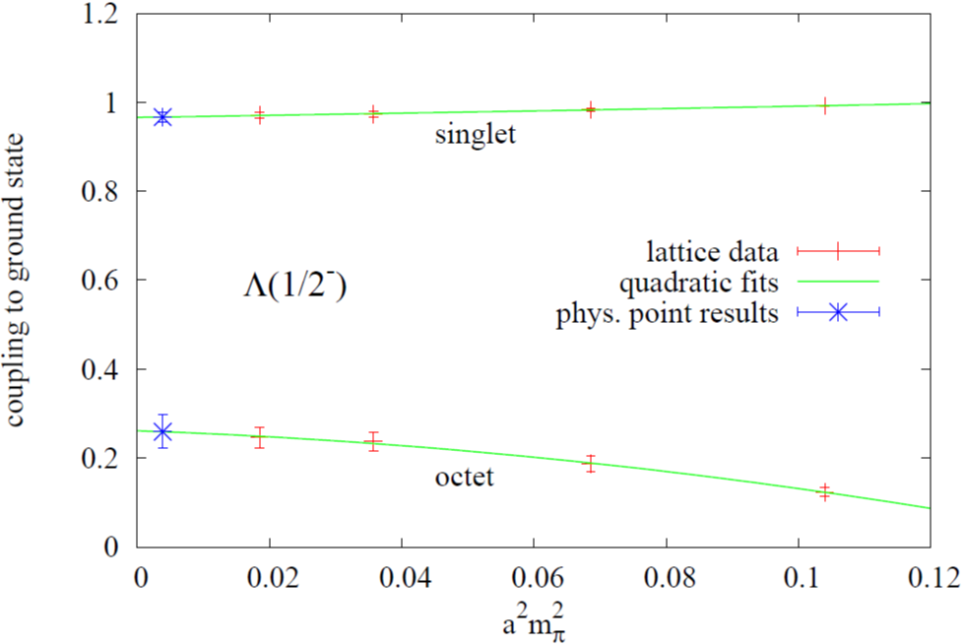 1.2
1
0.8
0.6
0.4
0.2
0
coupling to ground state
singlet
Λ(1/2⁻)
lattice data
quadratic fits
phys. point results
octet
0 0.02 0.04 0.06 0.08 0.1 0.12
a²m²π